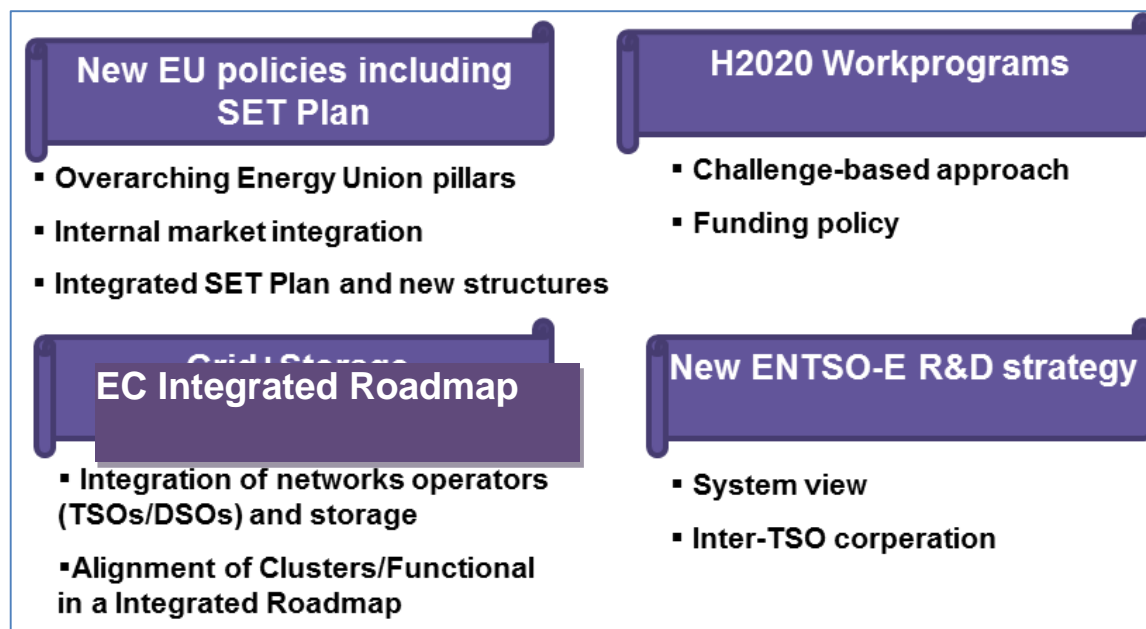 New EU policies including
SET Plan
▪ Overarching Energy Union pillars
▪ Internal market integration
▪ Integrated SET Plan and new structures
H2020 Workprograms
▪ Challenge-based approach
▪ Funding policy
Grid+Storage
EC Integrated Roadmap
▪ Integration of networks operators
(TSOs/DSOs) and storage
▪Alignment of Clusters/Functional
in a Integrated Roadmap
New ENTSO-E R&D strategy
▪ System view
▪ Inter-TSO corperation